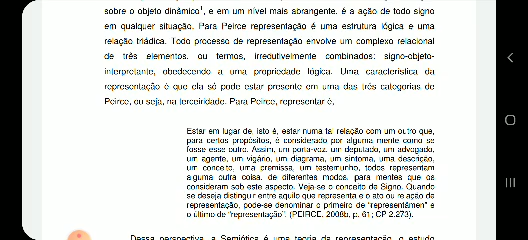 sobre o objeto dinâmico¹, e em um nível mais abrangente, é a ação de todo signo
em qualquer situação. Para Peirce representação é uma estrutura lógica e uma
relação triádica. Todo processo de representação envolve um complexo relacional
de três elementos, ou termos, irredutivelmente combinados: signo-objeto-
interpretante, obedecendo a uma propriedade lógica. Uma característica da
representação é que ela só pode estar presente em uma das três categorias de
Peirce, ou seja, na terceiridade. Para Peirce, representar é,
Estar em lugar de, isto é, estar numa tal relação com um outro que,
para certos propósitos, é considerado por alguma mente como se
fosse esse outro. Assim, um porta-voz, um deputado, um advogado,
um agente, um vigário, um diagrama, um sintoma, uma descrição,
um conceito, uma premissa, um testemunho, todos representam
alguma outra coisa, de diferentes modos, para mentes que os
consideram sob este aspecto. Veja-se o conceito de Signo. Quando
se deseja distinguir entre aquilo que representa e o ato ou relação de
representação, pode-se denominar o primeiro de "representâmen" e
o último de "representação". (PEIRCE, 2008b, p. 61; CP 2.273).
Dessa perspectiva, a Semiótica é uma teoria da representação, o estudo